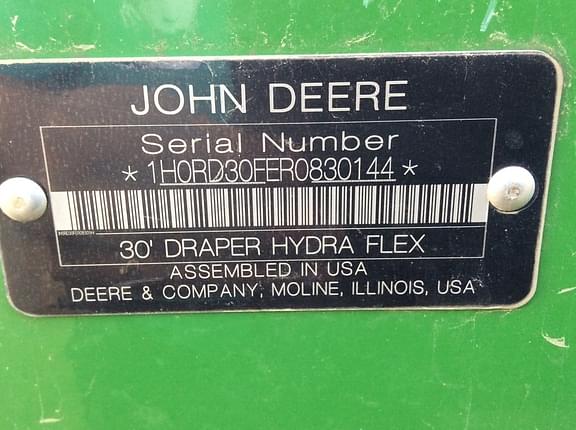 JOHN DEERE
Serial Number
*1H0RD30FER0830144*
30' DRAPER HYDRA FLEX
ASSEMBLED IN USA
DEERE & COMPANY, MOLINE, ILLINOIS, USA